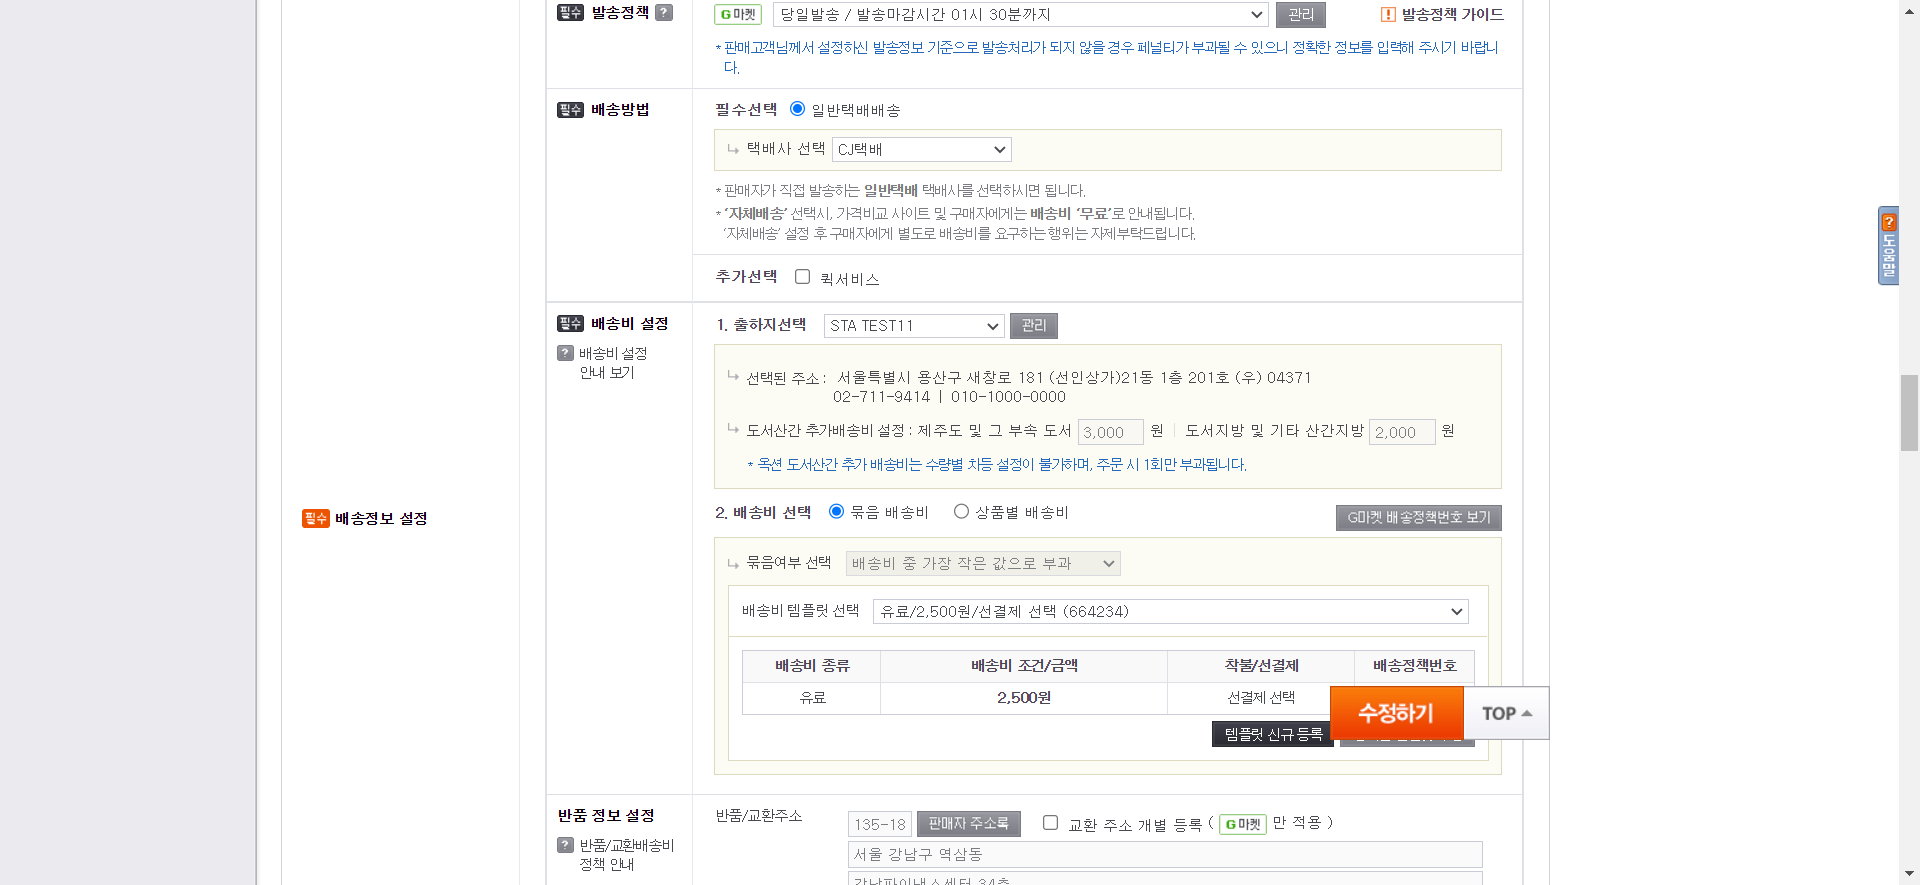 필수 발송정책 ? G마켓 당일발송 / 발송마감시간 01시 30분까지 관리 ! 발송정책 가이드
* 판매고객님께서 설정하신 발송정보 기준으로 발송처리가 되지 않을 경우 페널티가 부과될 수 있으니 정확한 정보를 입력해 주시기 바랍니
다.
필수 배송방법 필수선택 일반택배배송
택배사 선택 CJ택배
* 판매자가 직접 발송하는 일반택배 택배사를 선택하시면 됩니다.
* ‘자체배송’ 선택시, 가격비교 사이트 및 구매자에게는 배송비 ‘무료’로 안내됩니다.
‘자체배송’ 설정 후 구매자에게 별도로 배송비를 요구하는 행위는 자제부탁드립니다.
? 도움말
추가선택 퀵서비스
필수 배송비 설정 1. 출하지선택 STA TEST11 관리
? 배송비 설정
안내 보기
선택된 주소 : 서울특별시 용산구 새창로 181 (선인상가)21동 1층 201호 (우) 04371
02-711-9414 | 010-1000-0000
도서산간 추가배송비 설정 : 제주도 및 그 부속 도서 3,000 원 도서지방 및 기타 산간지방 2,000 원
* 옥션 도서산간 추가 배송비는 수량별 차등 설정이 불가하며, 주문 시 1회만 부과됩니다.
필수 배송정보 설정
2. 배송비 선택 묶음 배송비 상품별 배송비 G마켓 배송정책번호 보기
묶음여부 선택 배송비 중 가장 작은 값으로 부과
배송비 템플릿 선택 유료/2,500원/선결제 선택 (664234)
배송비 종류 배송비 조건/금액 착불/선결제 배송정책번호
유료 2,500원 선결제 선택
수정하기 TOP
템플릿 신규 등록
반품 정보 설정 반품/교환주소 135-18 판매자 주소록 교환 주소 개별 등록 ( G마켓 만 적용 )
? 반품/교환배송비
정책 안내
서울 강남구 역삼동
강남파이낸스센터 34층